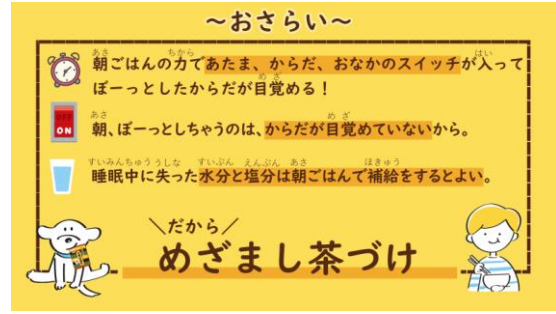 ～おさらい～
朝ごはんの力であたま、からだ、おなかのスイッチが入って
ぼーっとしたからだが目覚める！
朝、ぼーっとしちゃうのは、からだが目覚めていないから。
睡眠中に失った水分と塩分は朝ごはんで補給をするとよい。
OFF
ON
＼だから／
めざまし茶づけ